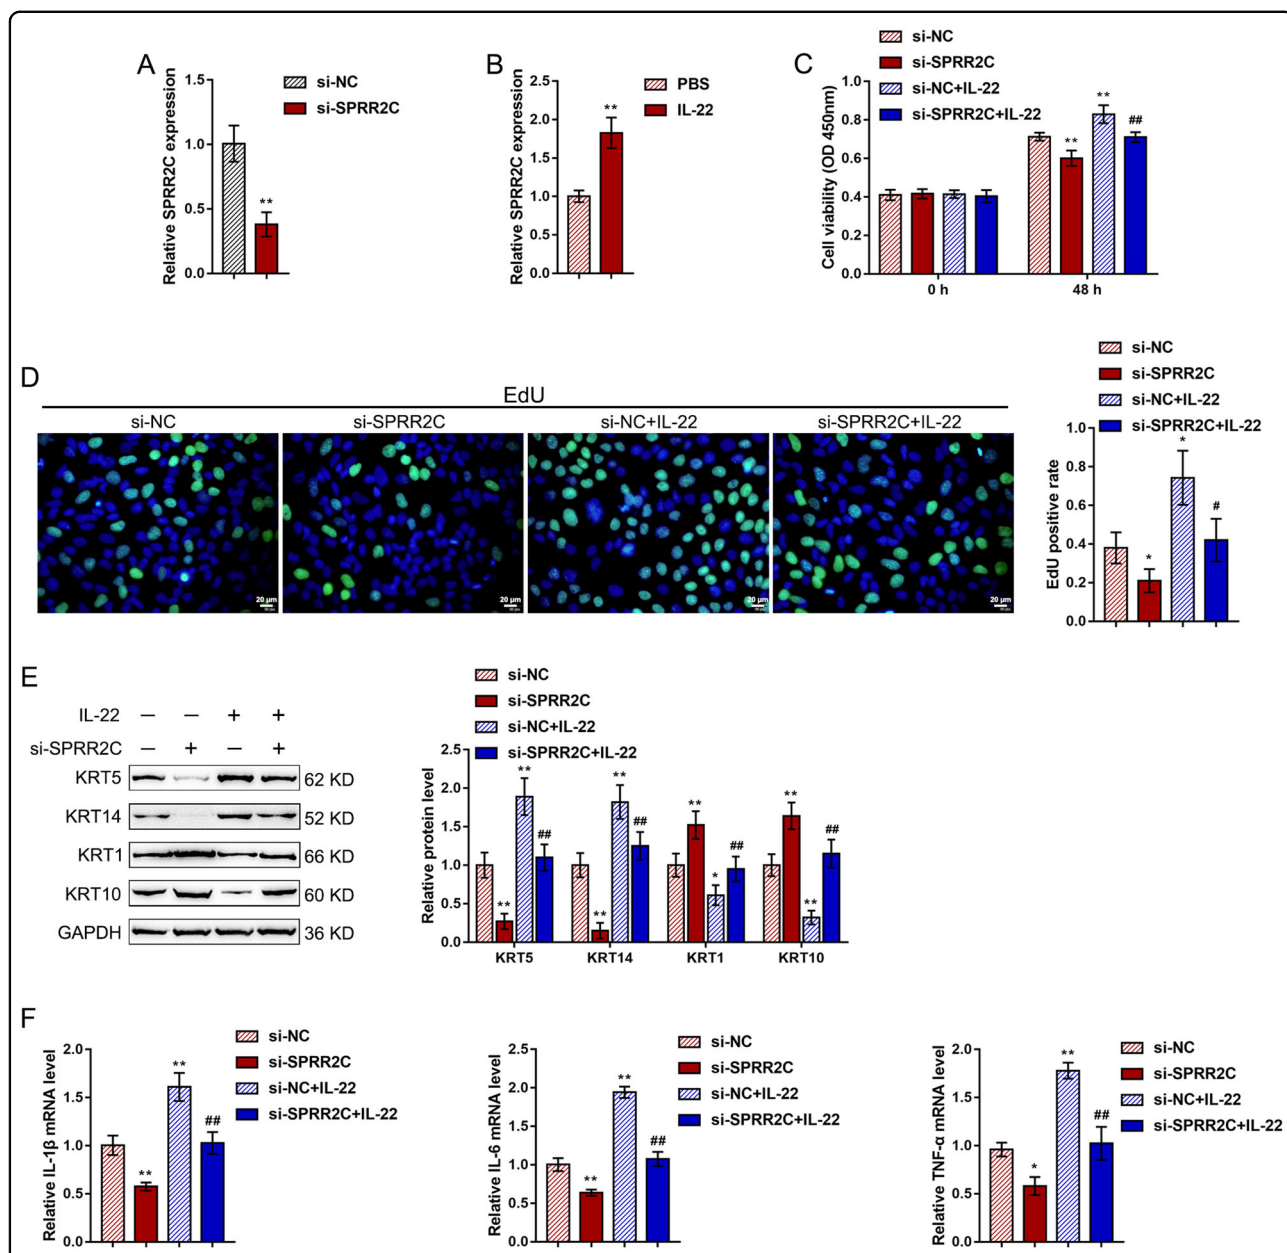 A
Relative SPRR2C expression
1.5
1.0
0.5
0.0
**
si-NC
si-SPRR2C
B
Relative SPRR2C expression
2.5
2.0
1.5
1.0
0.5
0.0
**
PBS
IL-22
C
si-NC
si-SPRR2C
si-NC+IL-22
si-SPRR2C+IL-22
Cell viability (OD 450nm)
1.0
0.8
0.6
0.4
0.2
0.0
**
**
##
0 h
48 h
D
EdU
si-NC
si-SPRR2C
si-NC+IL-22
si-SPRR2C+IL-22
20 μm
20 μm
20 μm
20 μm
si-NC
si-SPRR2C
si-NC+IL-22
si-SPRR2C+IL-22
EdU positive rate
1.0
0.8
0.6
0.4
0.2
0.0
*
*
#
E
IL-22 — — + +
si-SPRR2C — + — +
KRT5 62 KD
KRT14 52 KD
KRT1 66 KD
KRT10 60 KD
GAPDH 36 KD
si-NC
si-SPRR2C
si-NC+IL-22
si-SPRR2C+IL-22
Relative protein level
2.5
2.0
1.5
1.0
0.5
0.0
**
**
##
**
**
##
**
*
##
**
**
##
KRT5 KRT14 KRT1 KRT10
F
Relative IL-1β mRNA level
2.0
1.5
1.0
0.5
0.0
**
**
##
si-NC
si-SPRR2C
si-NC+IL-22
si-SPRR2C+IL-22
Relative IL-6 mRNA level
2.5
2.0
1.5
1.0
0.5
0.0
**
**
##
si-NC
si-SPRR2C
si-NC+IL-22
si-SPRR2C+IL-22
Relative TNF-α mRNA level
2.0
1.5
1.0
0.5
0.0
*
**
##
si-NC
si-SPRR2C
si-NC+IL-22
si-SPRR2C+IL-22